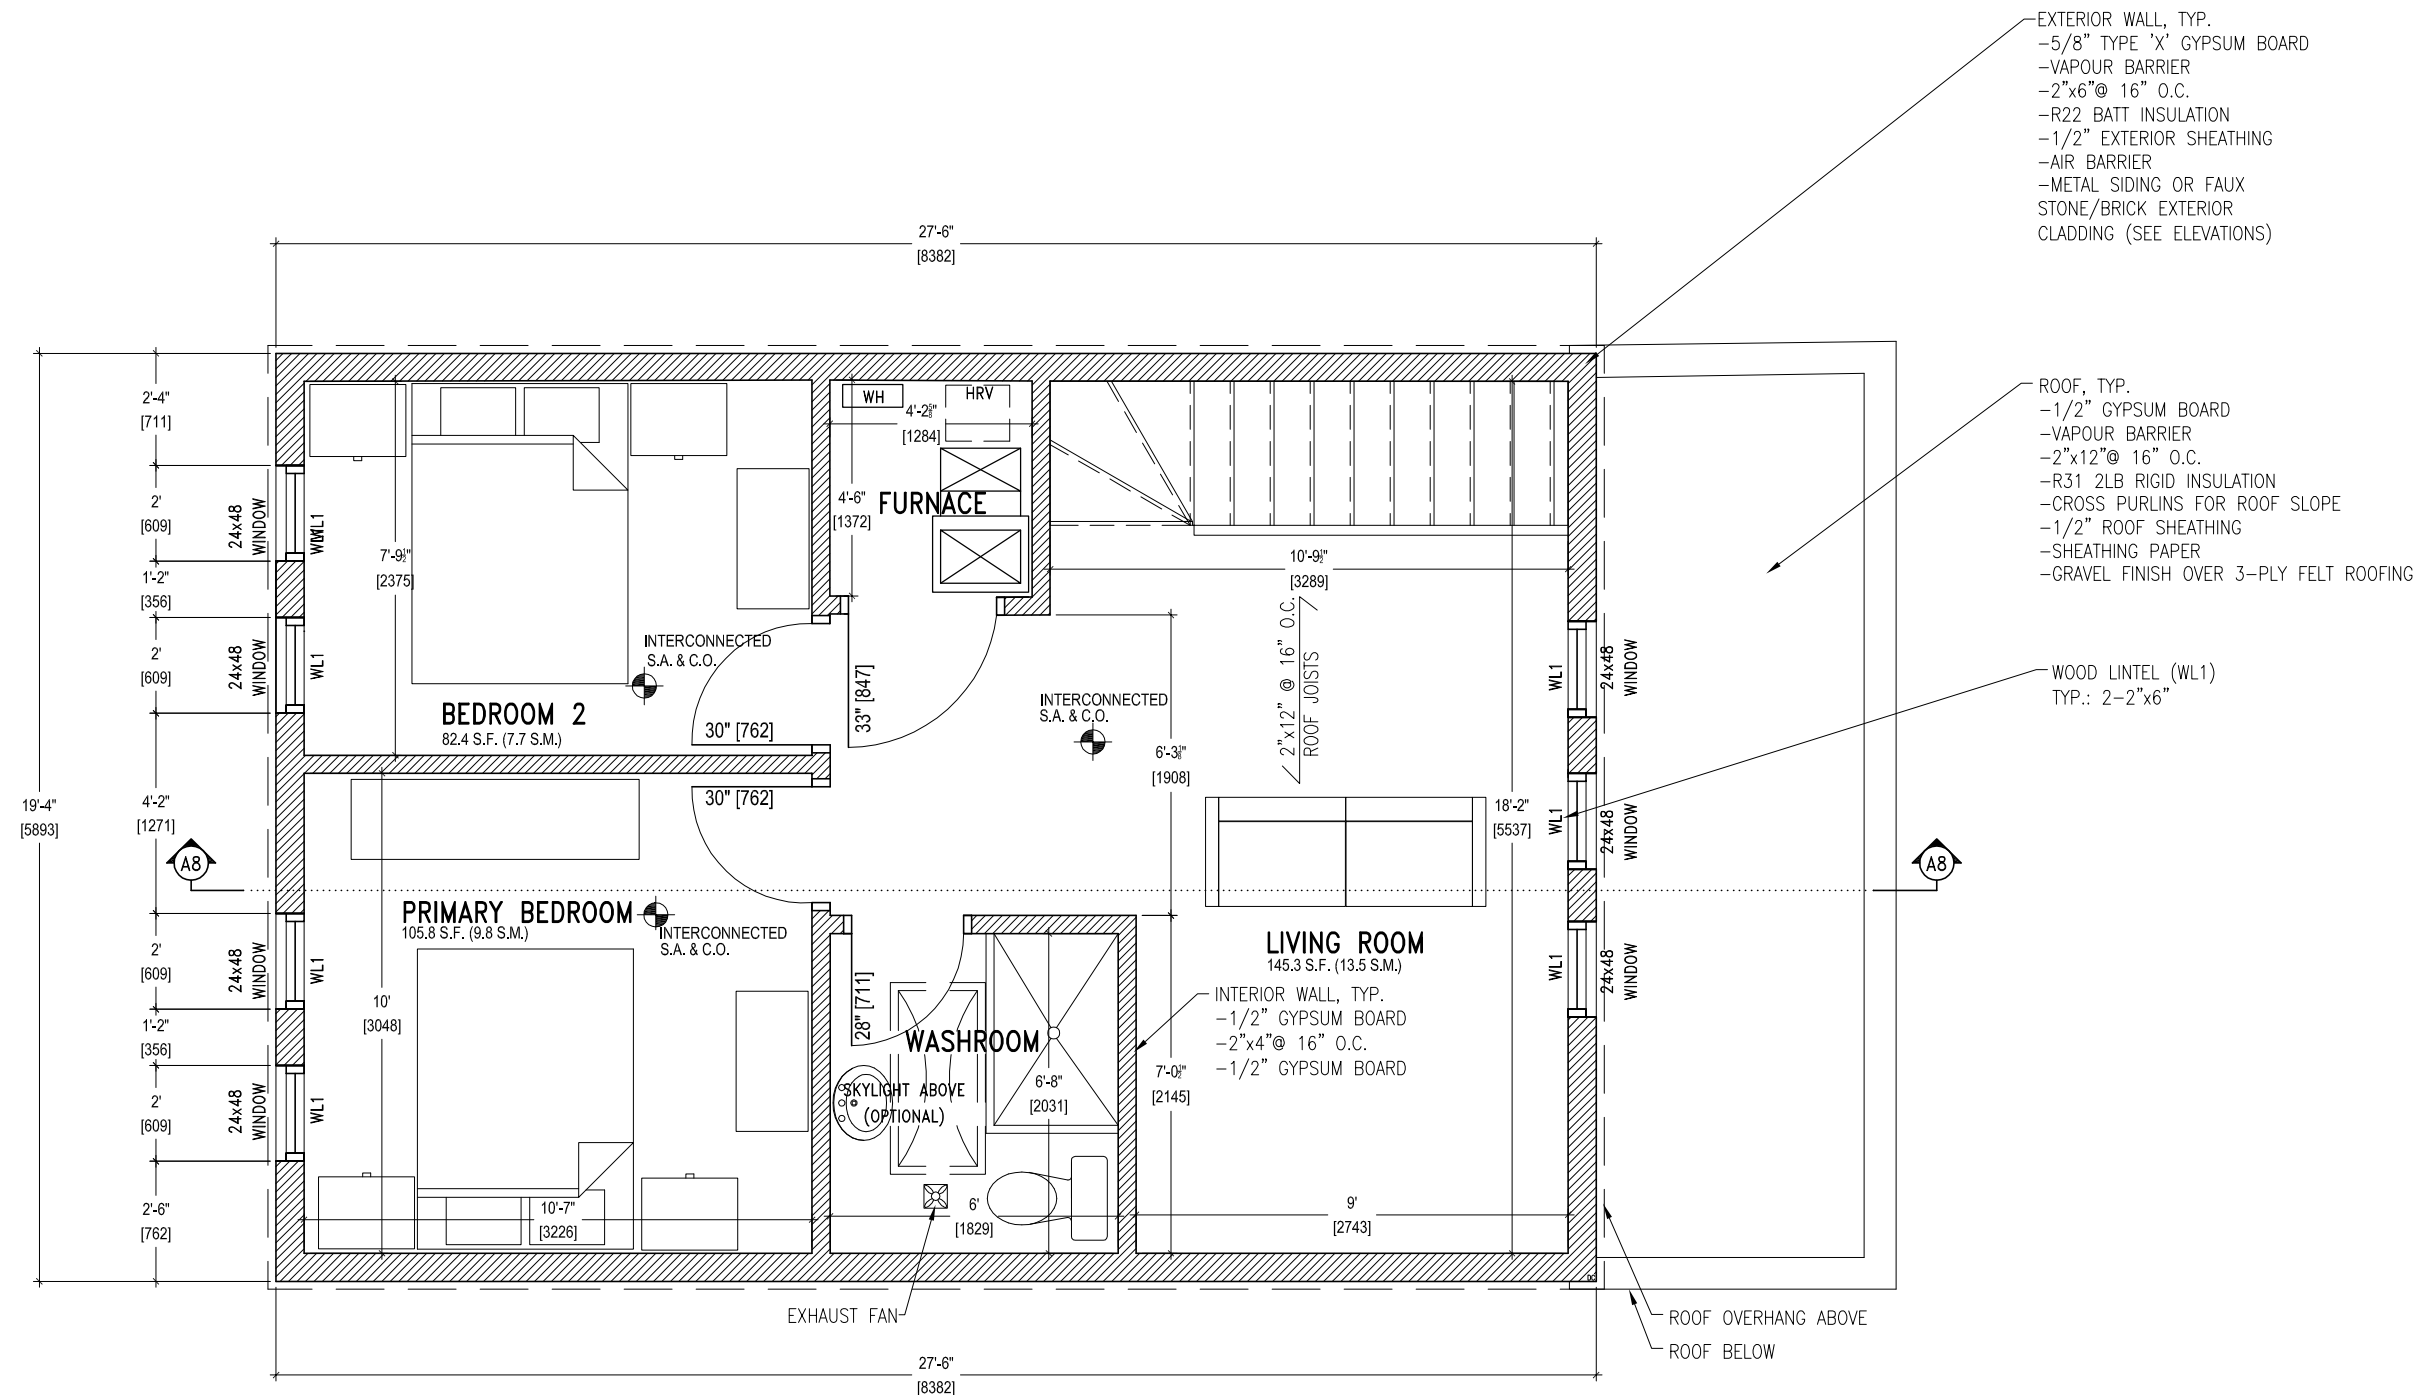 EXTERIOR WALL, TYP.
-5/8" TYPE 'X' GYPSUM BOARD
-VAPOUR BARRIER
-2"x6"@ 16" O.C.
-R22 BATT INSULATION
-1/2" EXTERIOR SHEATHING
-AIR BARRIER
-METAL SIDING OR FAUX
STONE/BRICK EXTERIOR
CLADDING (SEE ELEVATIONS)
27'-6"
[8382]
ROOF, TYP.
-1/2" GYPSUM BOARD
-VAPOUR BARRIER
-2"x12"@ 16" O.C.
-R31 2LB RIGID INSULATION
-CROSS PURLINS FOR ROOF SLOPE
-1/2" ROOF SHEATHING
-SHEATHING PAPER
-GRAVEL FINISH OVER 3-PLY FELT ROOFING
WOOD LINTEL (WL1)
TYP.: 2-2"x6"
19'-4"
[5893]
2'-4"
[711]
2'
[609]
1'-2"
[356]
2'
[609]
4'-2"
[1271]
2'
[609]
1'-2"
[356]
2'
[609]
2'-6"
[762]
24x48
WINDOW
WL1
24x48
WINDOW
WL1
24x48
WINDOW
WL1
24x48
WINDOW
WL1
A8
7'-9½"
[2375]
INTERCONNECTED
S.A. & C.O.
BEDROOM 2
82.4 S.F. (7.7 S.M.)
30" [762]
30" [762]
PRIMARY BEDROOM
105.8 S.F. (9.8 S.M.)
INTERCONNECTED
S.A. & C.O.
10'
[3048]
10'-7"
[3226]
WH
HRV
4'-2⅝"
[1284]
4'-6"
[1372]
FURNACE
33" [847]
INTERCONNECTED
S.A. & C.O.
10'-9½"
[3289]
2"x12" @ 16" O.C.
ROOF JOISTS
6'-3⅛"
[1908]
18'-2"
[5537]
LIVING ROOM
145.3 S.F. (13.5 S.M.)
INTERIOR WALL, TYP.
-1/2" GYPSUM BOARD
-2"x4"@ 16" O.C.
-1/2" GYPSUM BOARD
28" [711]
WASHROOM
SKYLIGHT ABOVE
(OPTIONAL)
6'-8"
[2031]
7'-0½"
[2145]
6'
[1829]
9'
[2743]
WL1
24x48
WINDOW
WL1
24x48
WINDOW
WL1
24x48
WINDOW
A8
EXHAUST FAN
ROOF OVERHANG ABOVE
ROOF BELOW
27'-6"
[8382]